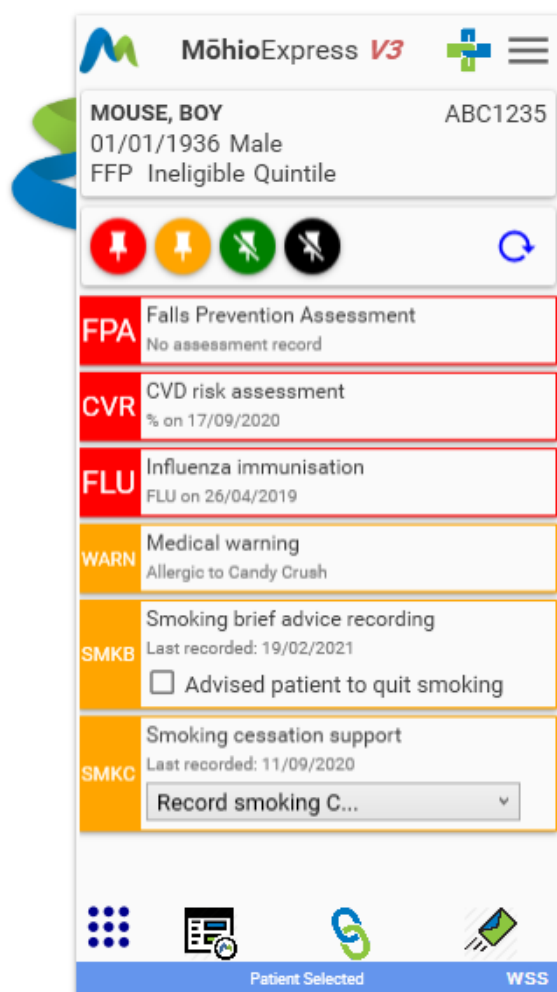 MōhioExpress V3
MOUSE, BOY ABC1235
01/01/1936 Male
FFP Ineligible Quintile
FPA Falls Prevention Assessment
No assessment record
CVR CVD risk assessment
% on 17/09/2020
FLU Influenza immunisation
FLU on 26/04/2019
WARN Medical warning
Allergic to Candy Crush
Smoking brief advice recording
SMKB Last recorded: 19/02/2021
Advised patient to quit smoking
Smoking cessation support
SMKC Last recorded: 11/09/2020
Record smoking C...
Patient Selected WSS